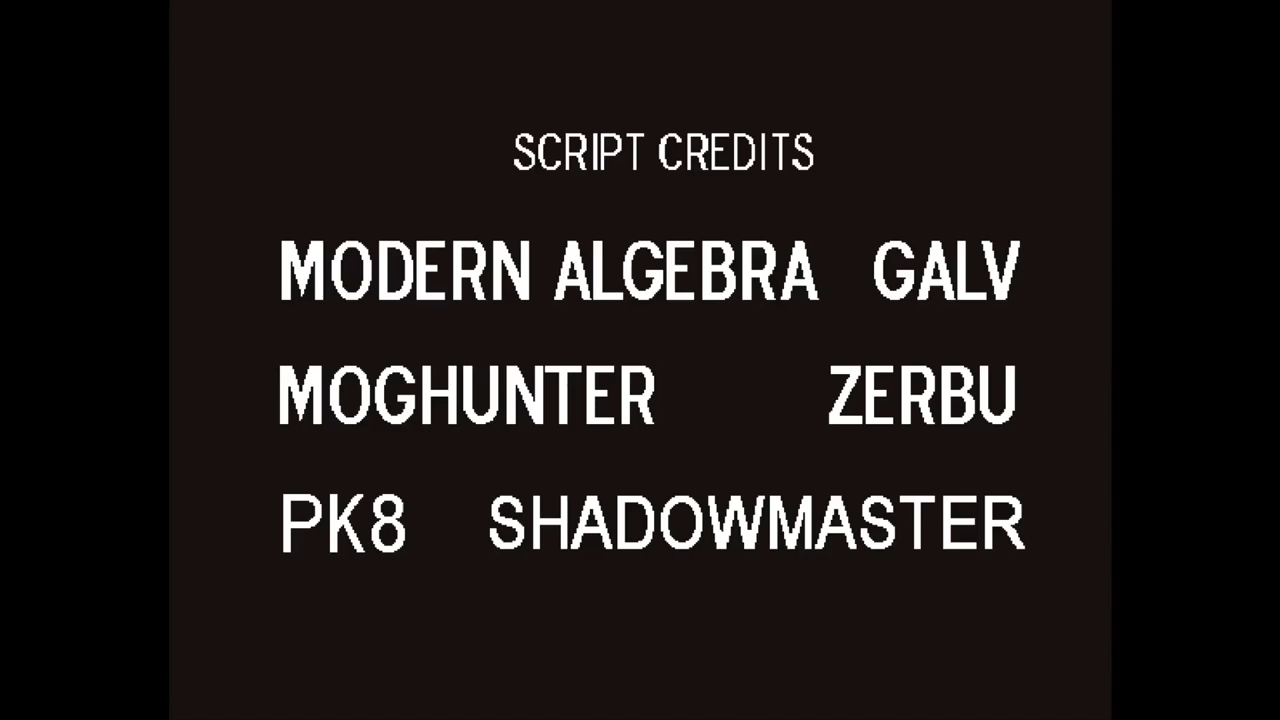 SCRIPT CREDITS
MODERN ALGEBRA GALV
MOGHUNTER ZERBU
PK8 SHADOWMASTER